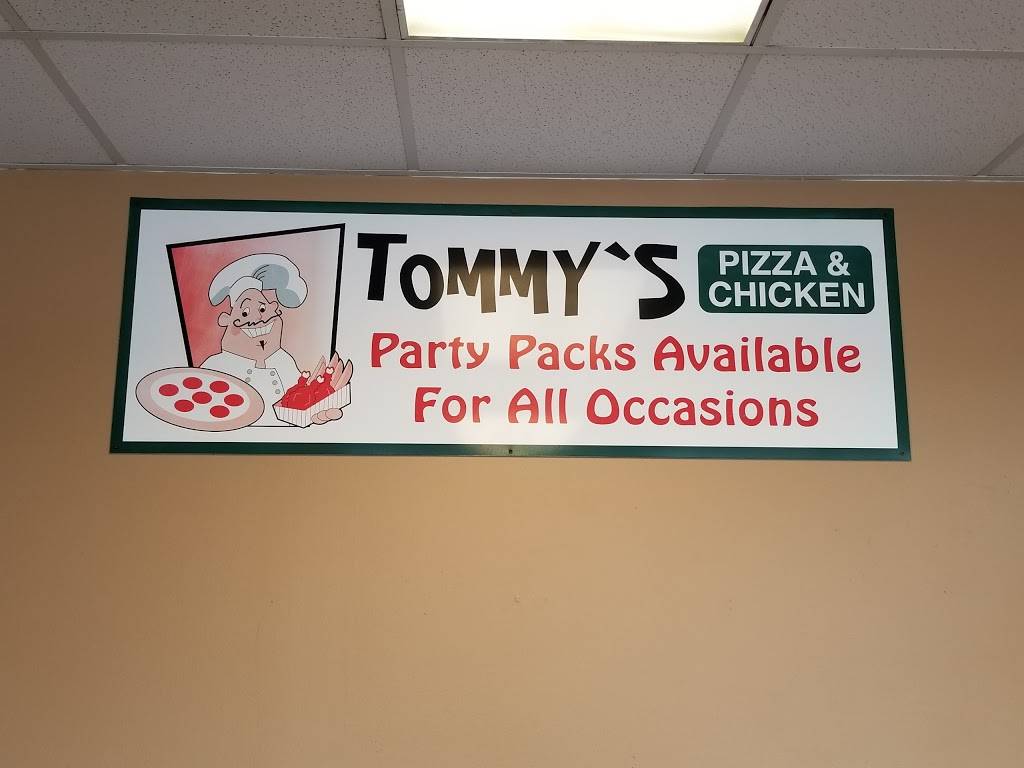 TOMMY`S
PIZZA &
CHICKEN
Party Packs Available
For All Occasions